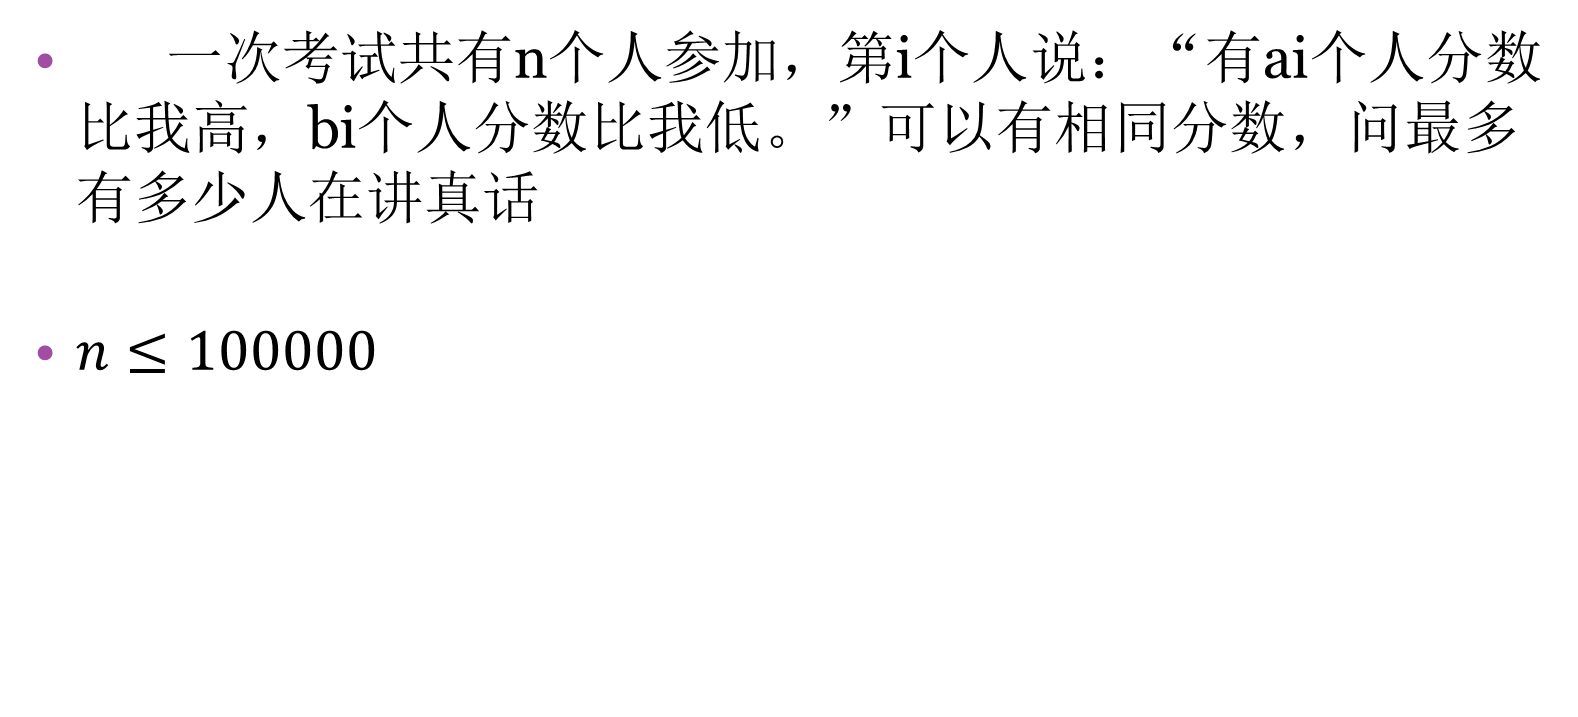 • 一次考试共有n个人参加，第i个人说：“有ai个人分数
比我高，bi个人分数比我低。”可以有相同分数，问最多
有多少人在讲真话
• n ≤ 100000